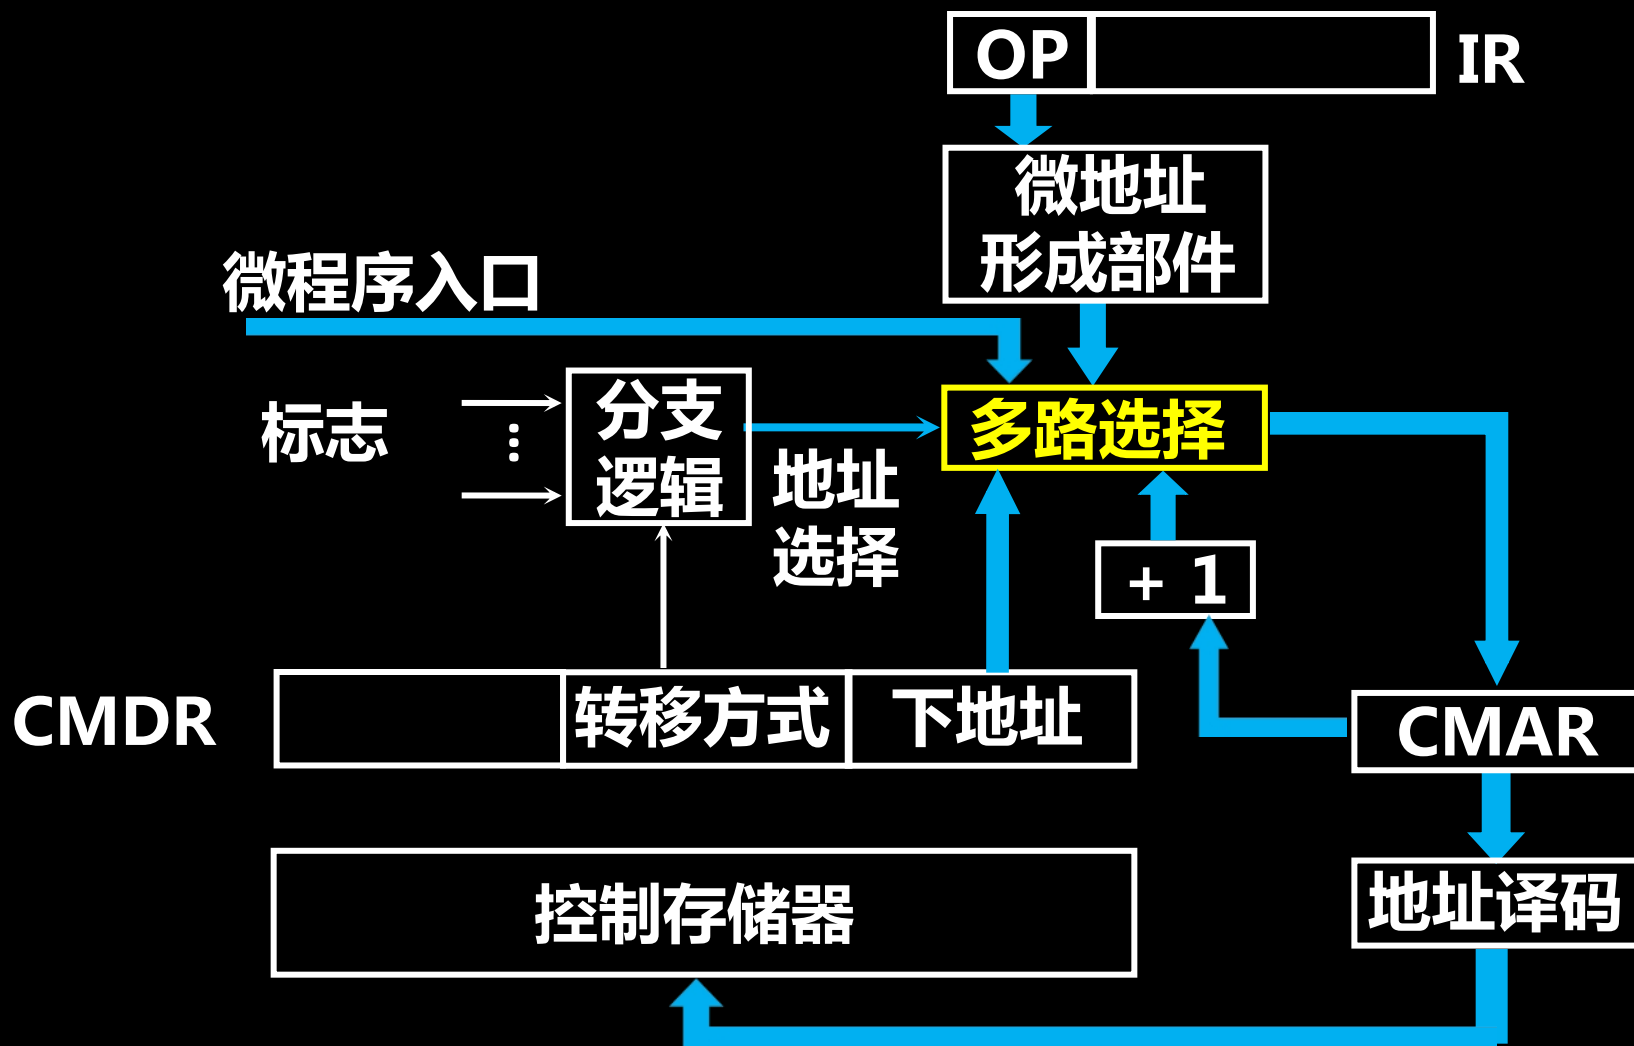 OP
IR
微地址
形成部件
微程序入口
标志
分支
逻辑
多路选择
地址
选择
+ 1
CMDR
转移方式
下地址
CMAR
控制存储器
地址译码